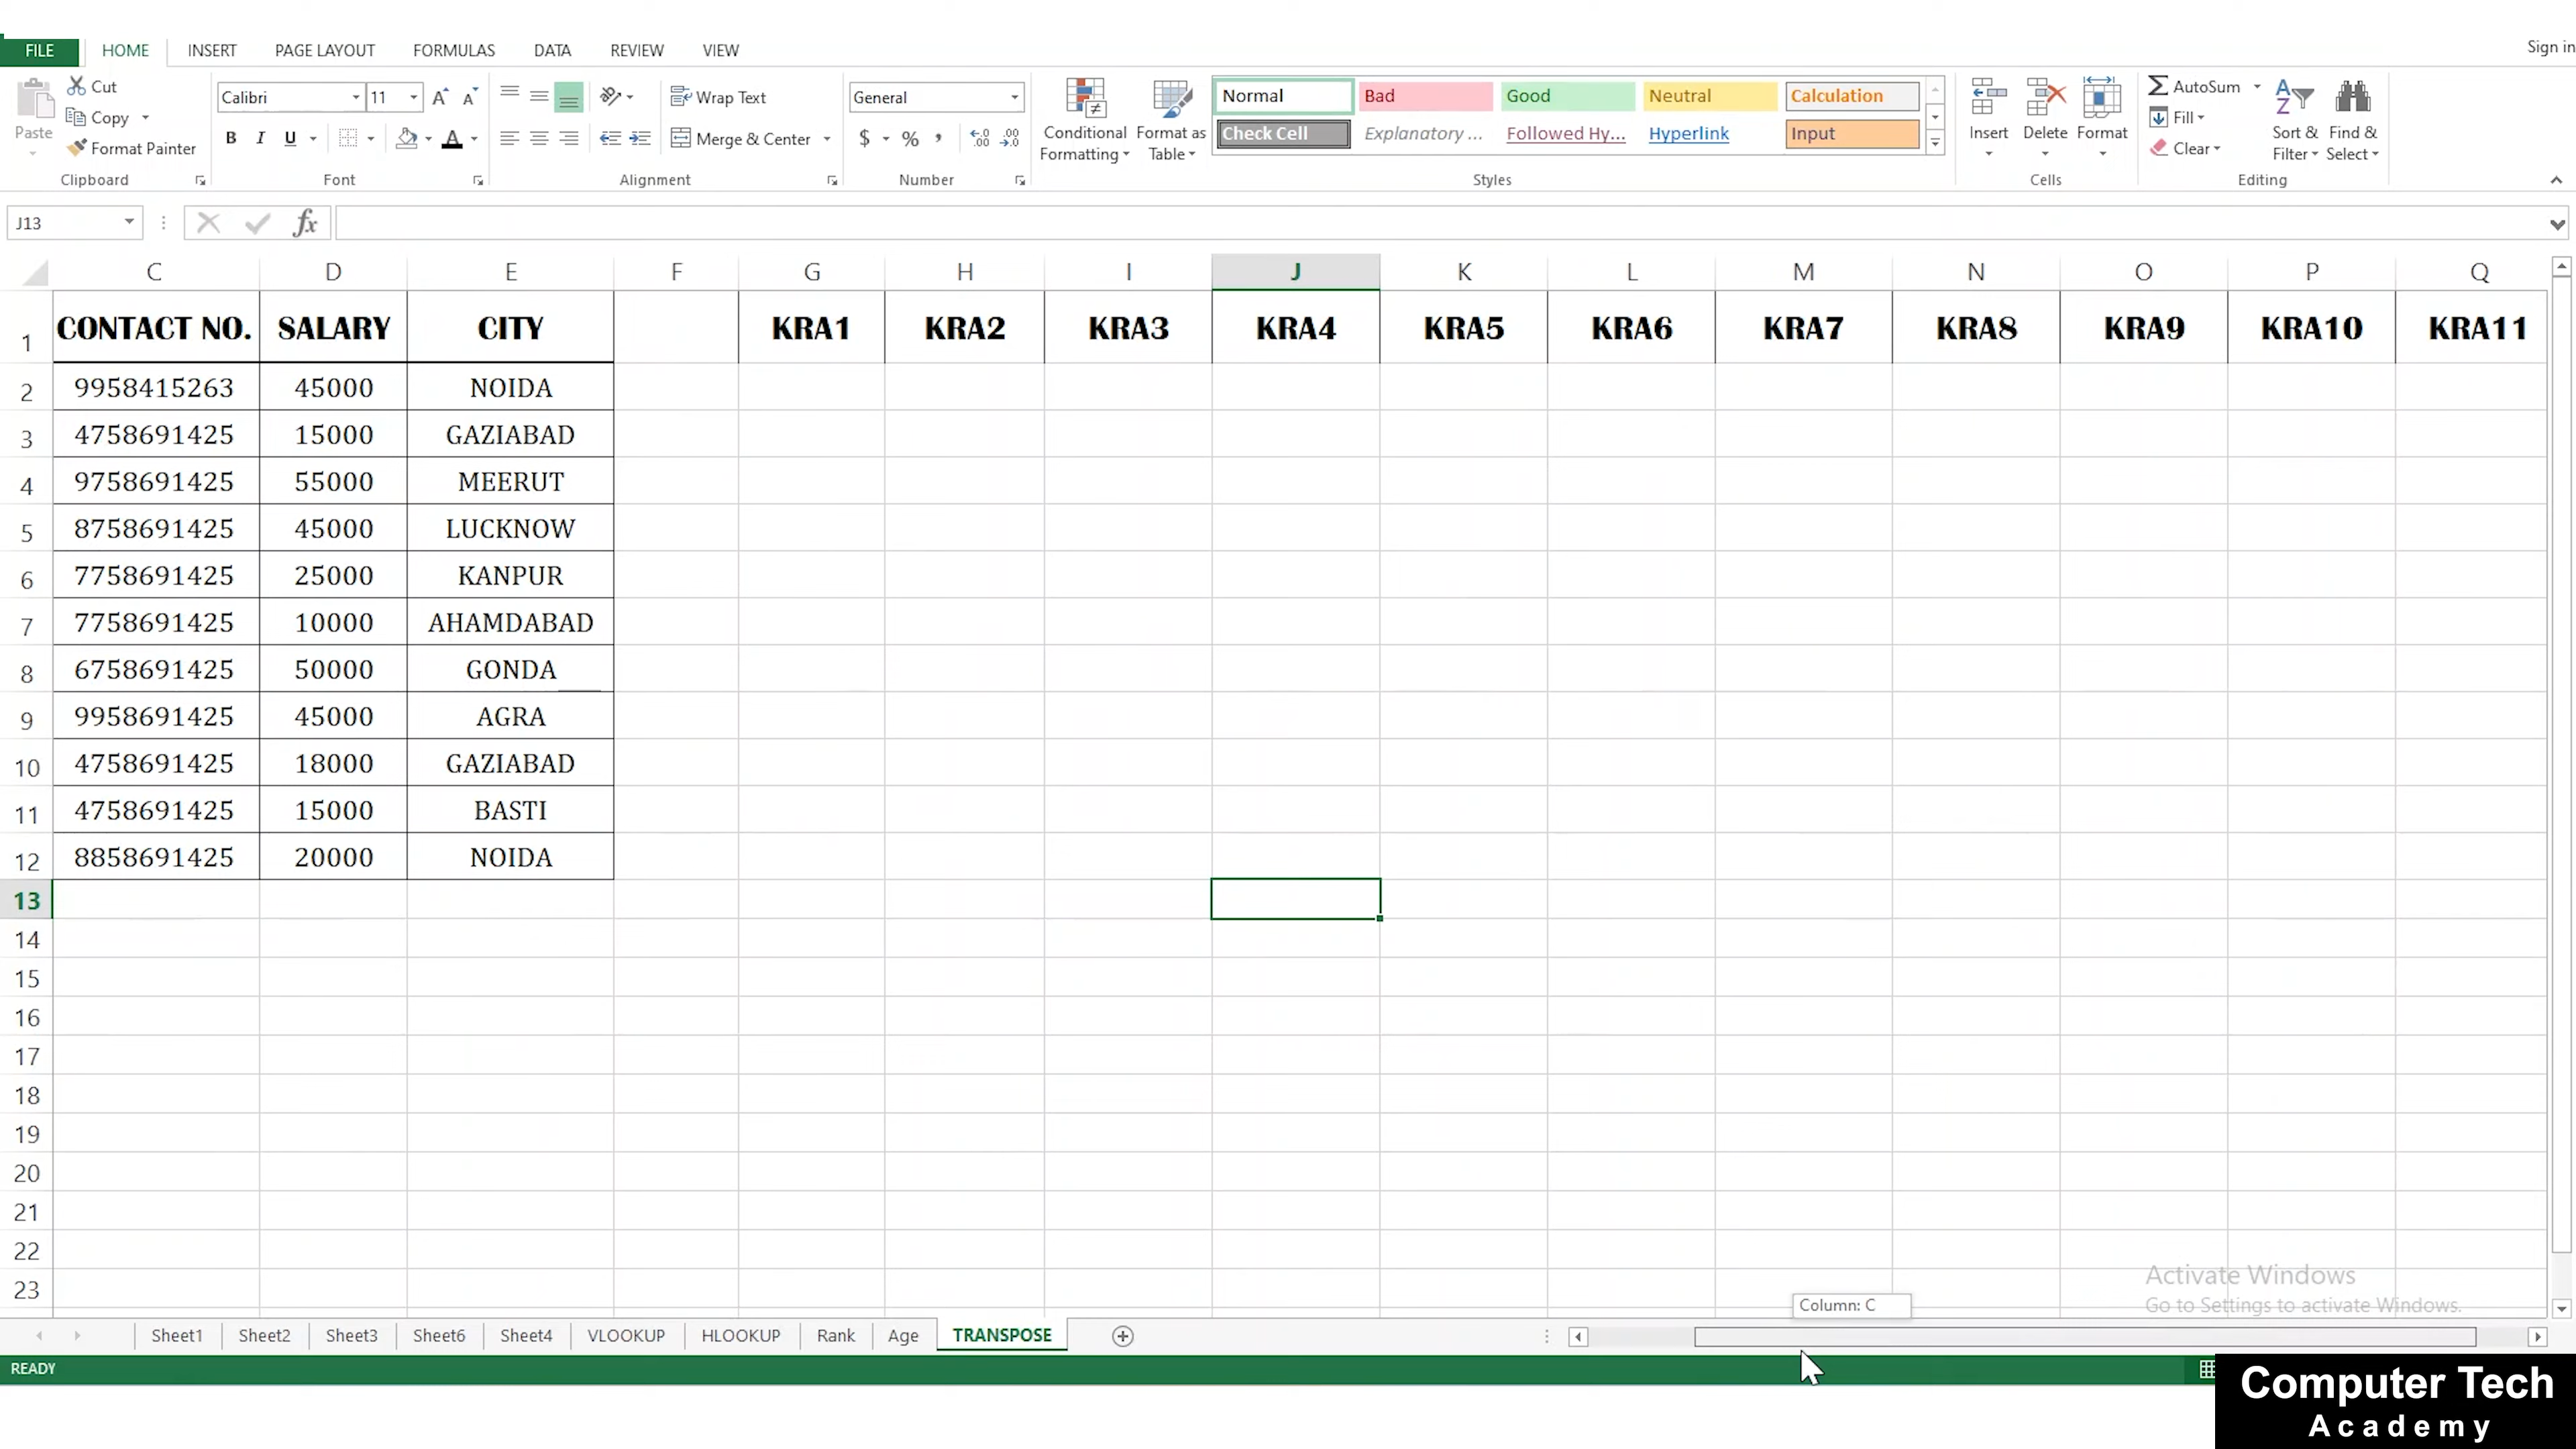 FILE HOME INSERT PAGE LAYOUT FORMULAS DATA REVIEW VIEW Sign in
Paste
Cut
Copy
Format Painter
Clipboard
Calibri 11
B I U
Font
Wrap Text
Merge & Center
Alignment
General
$ % ,
Number
Conditional Formatting
Format as Table
Normal Bad Good Neutral Calculation
Check Cell Explanatory ... Followed Hy... Hyperlink Input
Styles
Insert Delete Format
Cells
AutoSum
Fill
Clear
Sort & Filter
Find & Select
Editing
J13 fx
C D E F G H I J K L M N O P Q
1 CONTACT NO. SALARY CITY KRA1 KRA2 KRA3 KRA4 KRA5 KRA6 KRA7 KRA8 KRA9 KRA10 KRA11
2 9958415263 45000 NOIDA
3 4758691425 15000 GAZIABAD
4 9758691425 55000 MEERUT
5 8758691425 45000 LUCKNOW
6 7758691425 25000 KANPUR
7 7758691425 10000 AHAMDABAD
8 6758691425 50000 GONDA
9 9958691425 45000 AGRA
10 4758691425 18000 GAZIABAD
11 4758691425 15000 BASTI
12 8858691425 20000 NOIDA
13
14
15
16
17
18
19
20
21
22
23
Activate Windows
Go to Settings to activate Windows.
Column: C
Sheet1 Sheet2 Sheet3 Sheet6 Sheet4 VLOOKUP HLOOKUP Rank Age TRANSPOSE
READY
Computer Tech
Academy